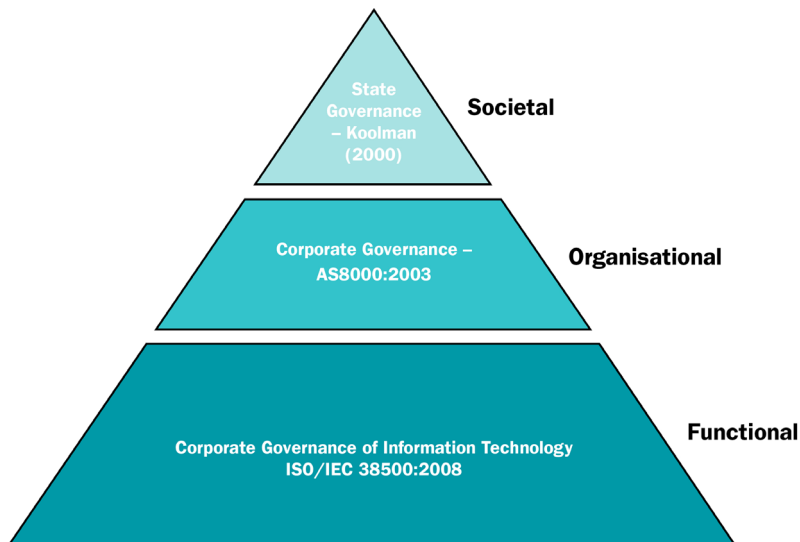 State
Governance
– Koolman
(2000)
Societal
Corporate Governance –
AS8000:2003
Organisational
Corporate Governance of Information Technology
ISO/IEC 38500:2008
Functional